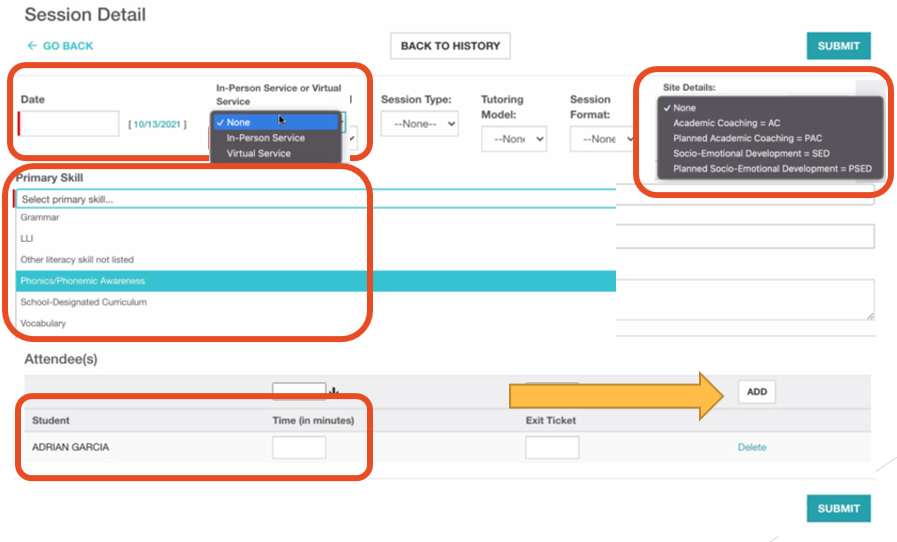 Session Detail
← GO BACK
BACK TO HISTORY
SUBMIT
Date
[ 10/13/2021 ]
In-Person Service or Virtual
Service
✓ None
In-Person Service
Virtual Service
Session Type:
--None--
Tutoring
Model:
--None
Session
Format:
--None
Site Details:
✓ None
Academic Coaching = AC
Planned Academic Coaching = PAC
Socio-Emotional Development = SED
Planned Socio-Emotional Development = PSED
Primary Skill
Select primary skill...
Grammar
LLI
Other literacy skill not listed
Phonics/Phonemic Awareness
School-Designated Curriculum
Vocabulary
Attendee(s)
ADD
Student Time (in minutes) Exit Ticket
ADRIAN GARCIA Delete
SUBMIT